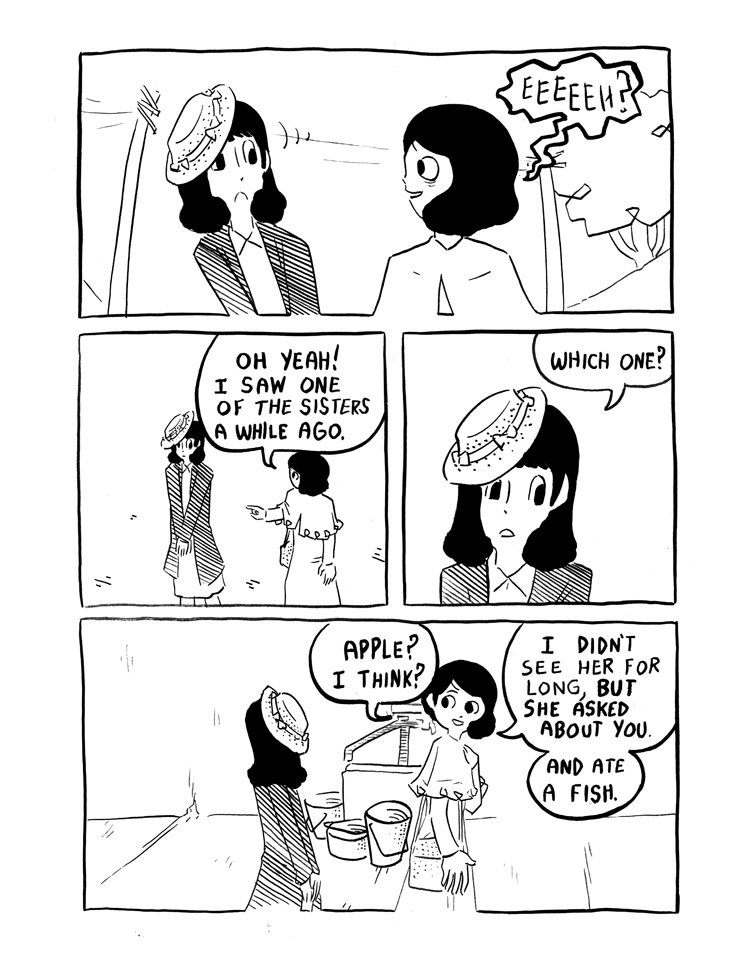 EEEEEH?
OH YEAH!
I SAW ONE
OF THE SISTERS
A WHILE AGO.
WHICH ONE?
APPLE?
I THINK?
I DIDN'T
SEE HER FOR
LONG, BUT
SHE ASKED
ABOUT YOU.
AND ATE
A FISH.